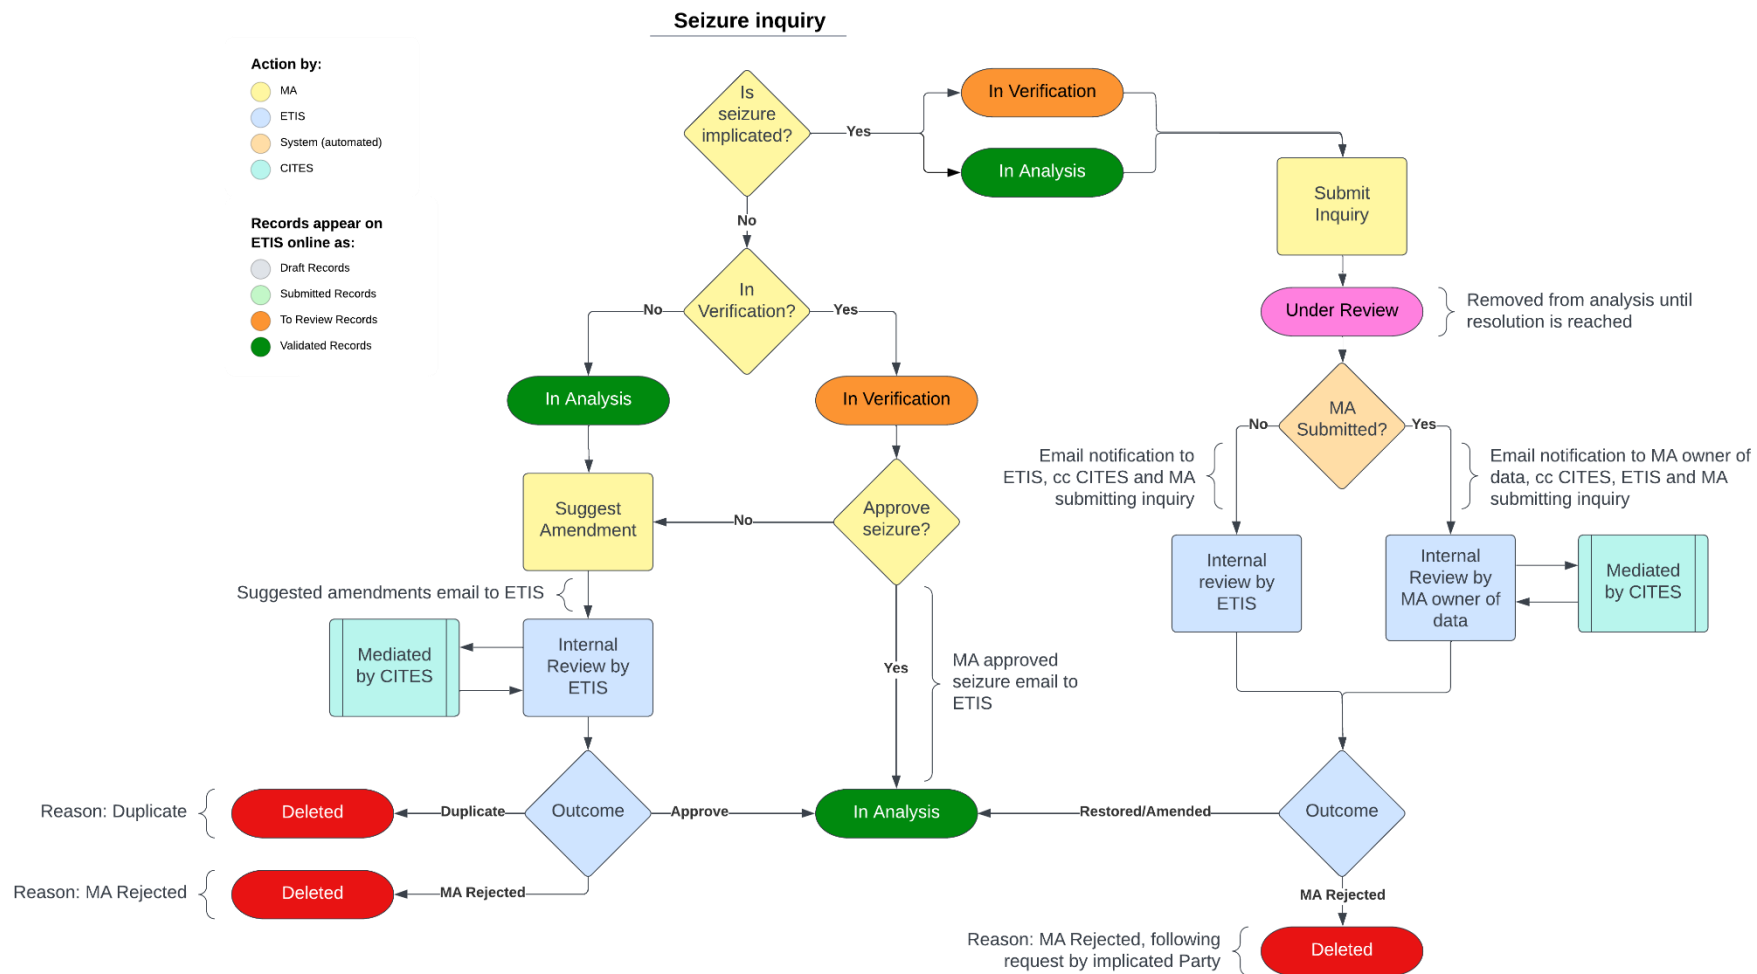 Seizure inquiry
Action by:
MA
ETIS
System (automated)
CITES
Records appear on
ETIS online as:
Draft Records
Submitted Records
To Review Records
Validated Records
Is
seizure
implicated?
Yes
In Verification
In Analysis
Submit
Inquiry
No
In
Verification?
No
Yes
Under Review
Removed from analysis until
resolution is reached
In Analysis
In Verification
MA
Submitted?
No
Yes
Email notification to
ETIS, cc CITES and MA
submitting inquiry
Email notification to MA owner of
data, cc CITES, ETIS and MA
submitting inquiry
Suggest
Amendment
No
Approve
seizure?
Internal
review by
ETIS
Internal
Review by
MA owner of
data
Mediated
by CITES
Suggested amendments email to ETIS
Mediated
by CITES
Internal
Review by
ETIS
Yes
MA approved
seizure email to
ETIS
Reason: Duplicate
Deleted
Duplicate
Outcome
Approve
In Analysis
Restored/Amended
Outcome
Reason: MA Rejected
Deleted
MA Rejected
MA Rejected
Reason: MA Rejected, following
request by implicated Party
Deleted